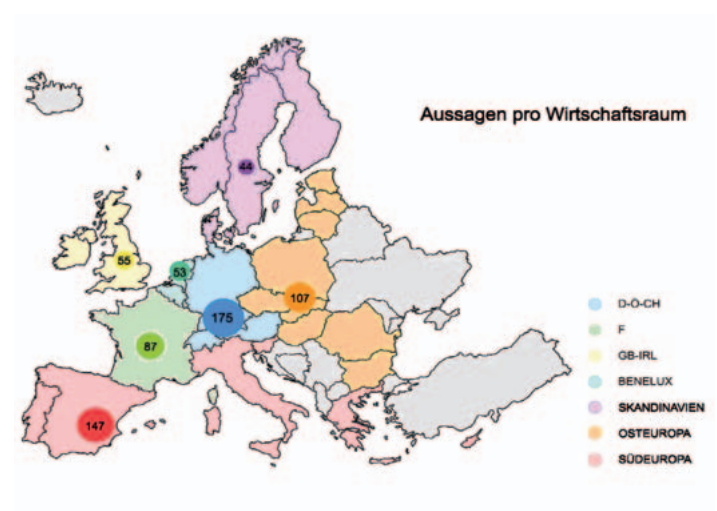 Aussagen pro Wirtschaftsraum
44
55
53
107
175
87
147
D-Ö-CH
F
GB-IRL
BENELUX
SKANDINAVIEN
OSTEUROPA
SÜDEUROPA